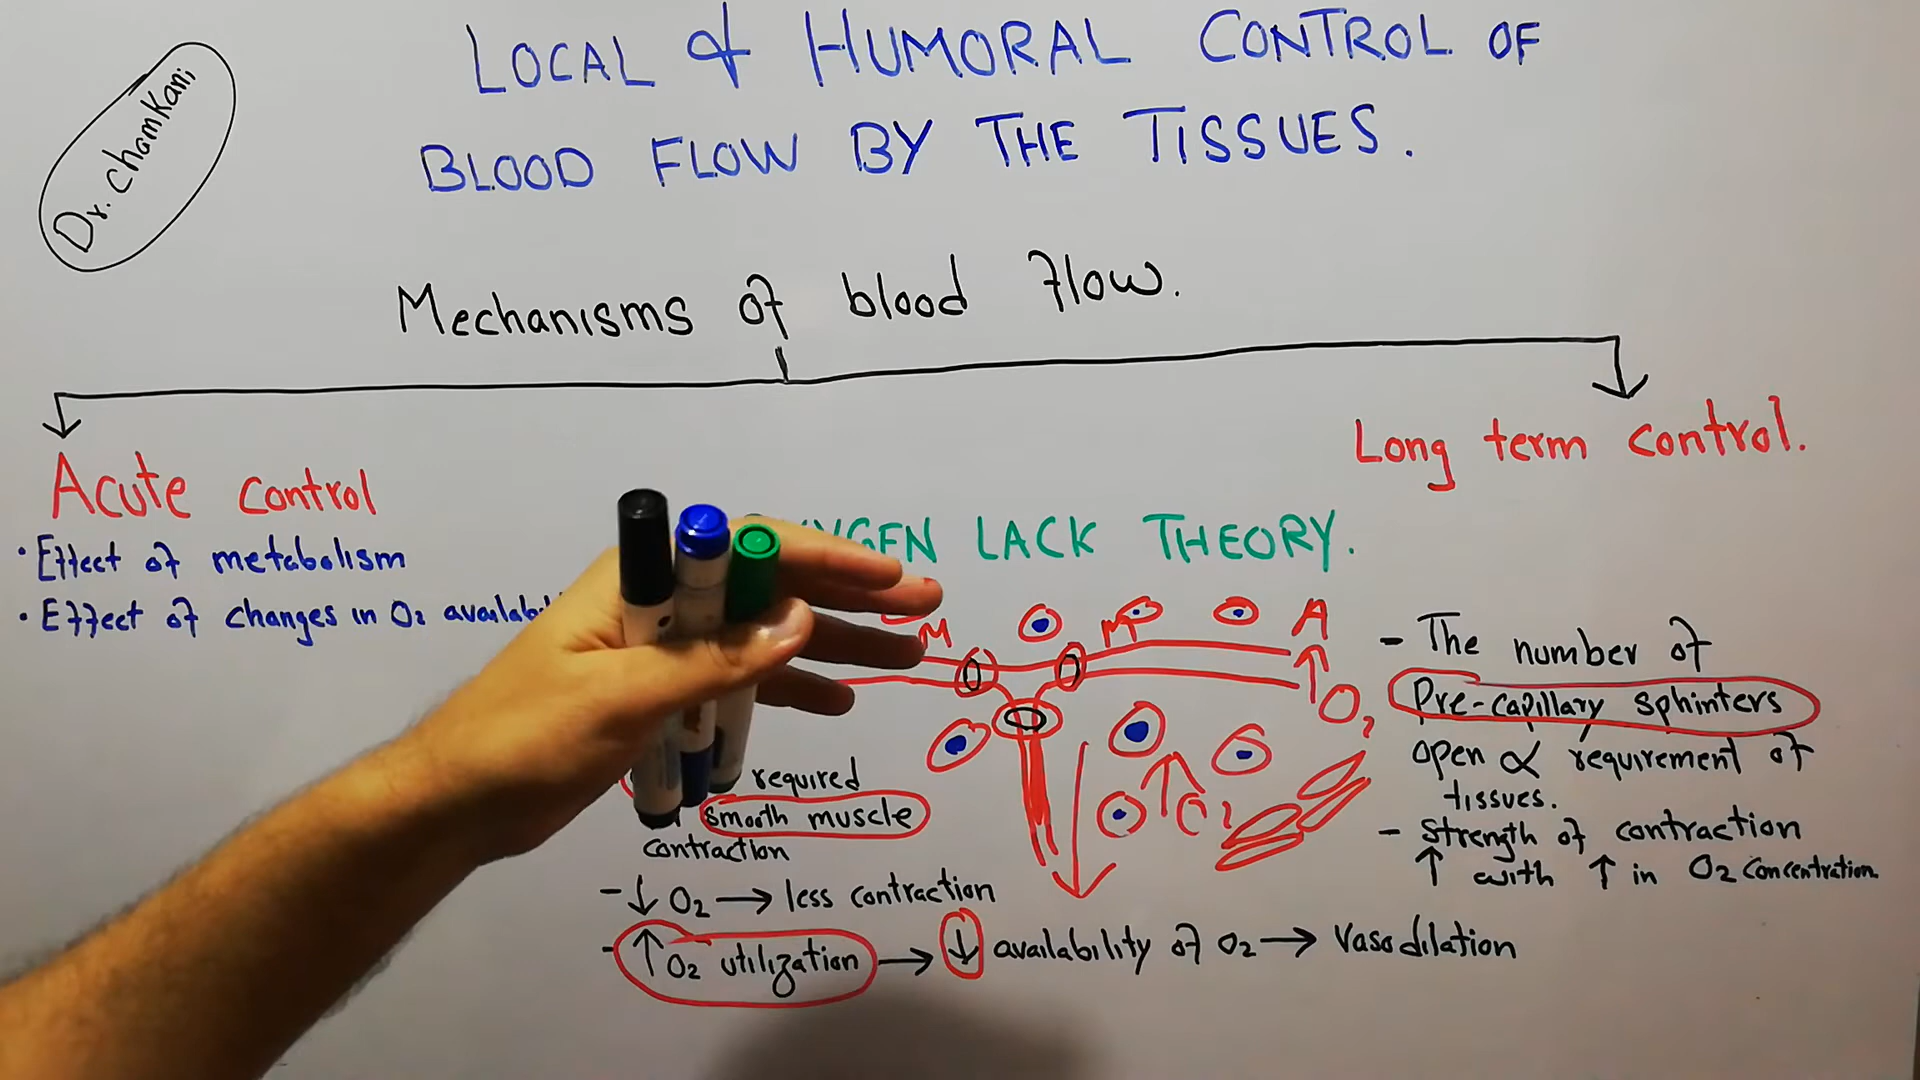 Dr. Chamkani
LOCAL & HUMORAL CONTROL OF
BLOOD FLOW BY THE TISSUES.
Mechanisms of blood flow.
Acute control
Long term control.
• Effect of metabolism
• Effect of changes in O2
LACK THEORY.
M
M
A
O2
O2
required
smooth muscle
contraction
- ↓ O2 → less contraction
- ↑ O2 utilization → ↓ availability of O2 → Vasodilation
- The number of
Pre-capillary sphinters
open ∝ requirement of
tissues.
- Strength of contraction
↑ with ↑ in O2 concentration